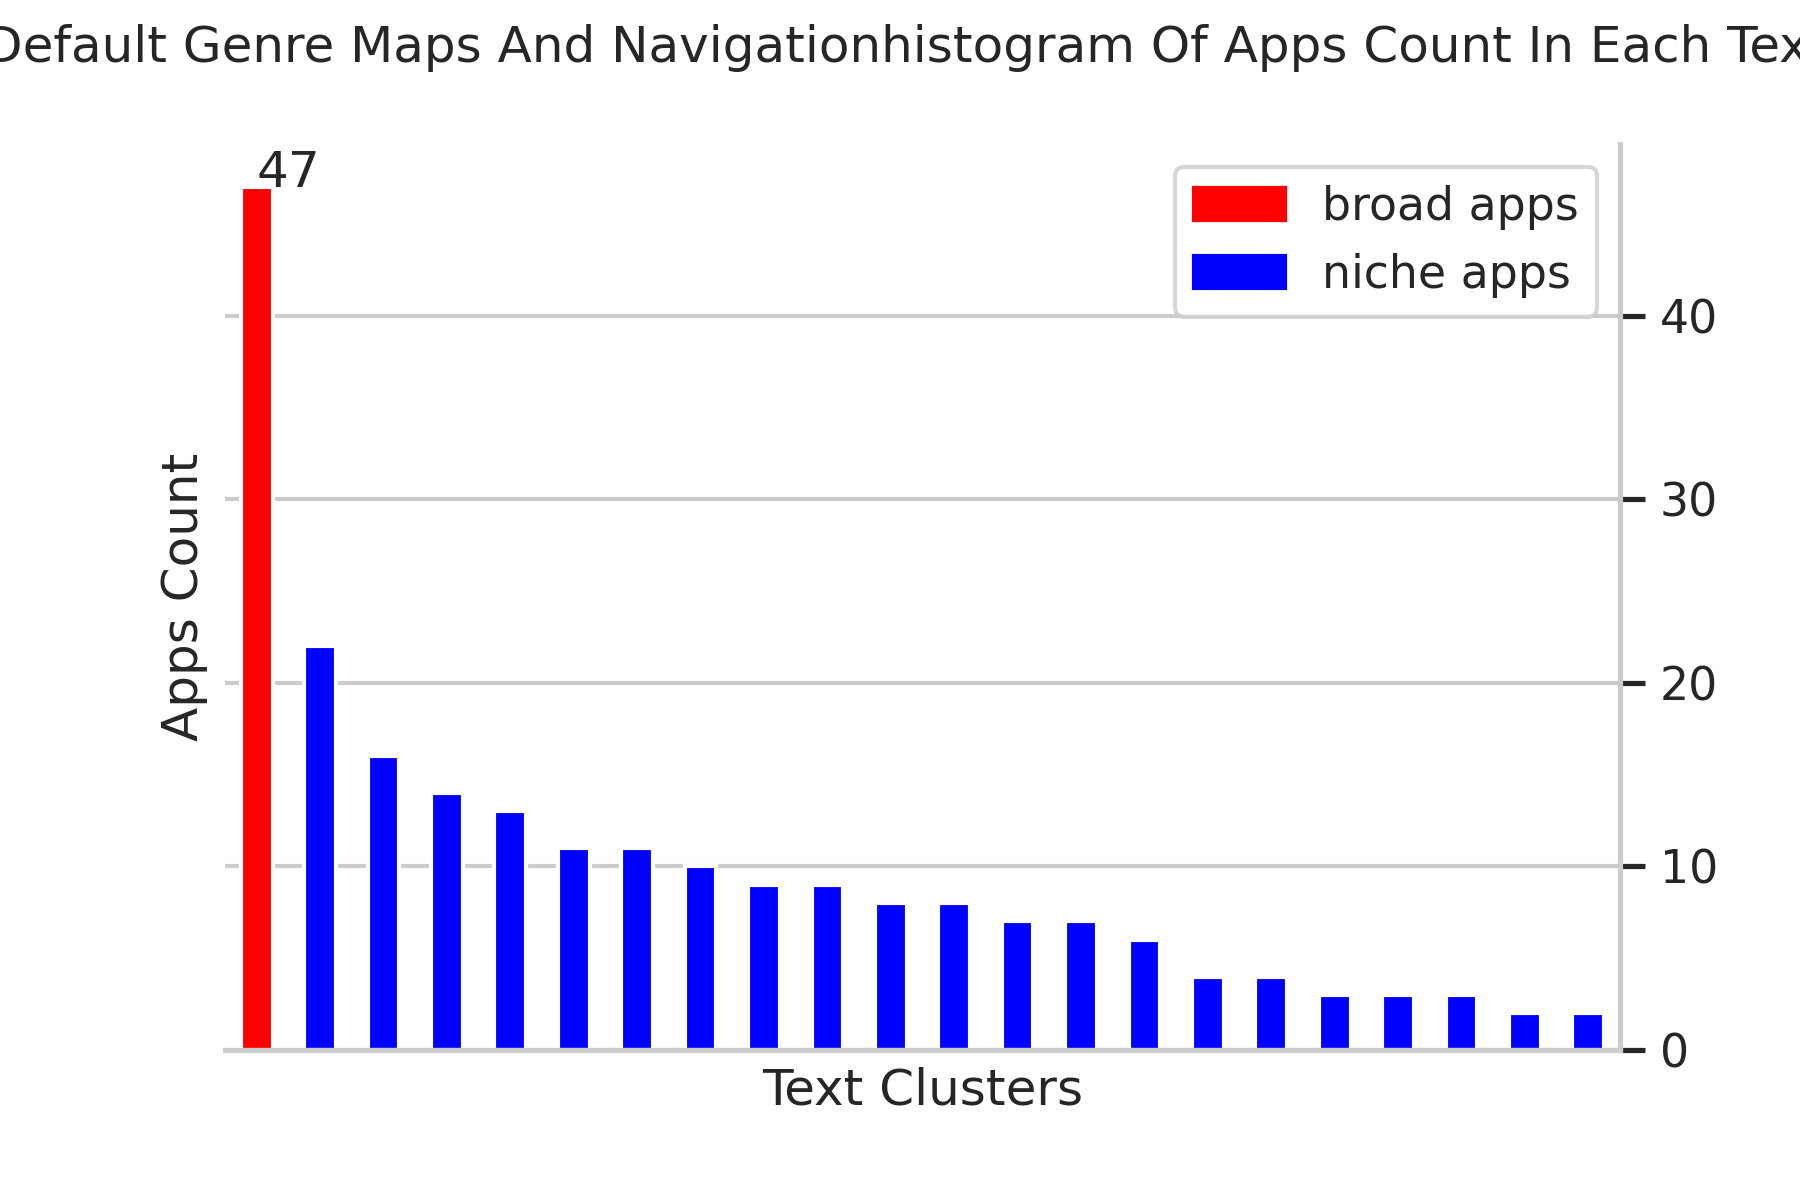 Default Genre Maps And Navigationhistogram Of Apps Count In Each Tex
47
broad apps
niche apps
40
30
20
10
0
Apps Count
Text Clusters